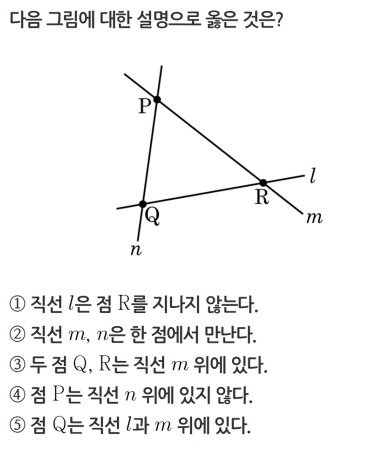 다음 그림에 대한 설명으로 옳은 것은?
P
l
R
Q
m
n
① 직선 l은 점 R를 지나지 않는다.
② 직선 m, n은 한 점에서 만난다.
③ 두 점 Q, R는 직선 m 위에 있다.
④ 점 P는 직선 n 위에 있지 않다.
⑤ 점 Q는 직선 l과 m 위에 있다.